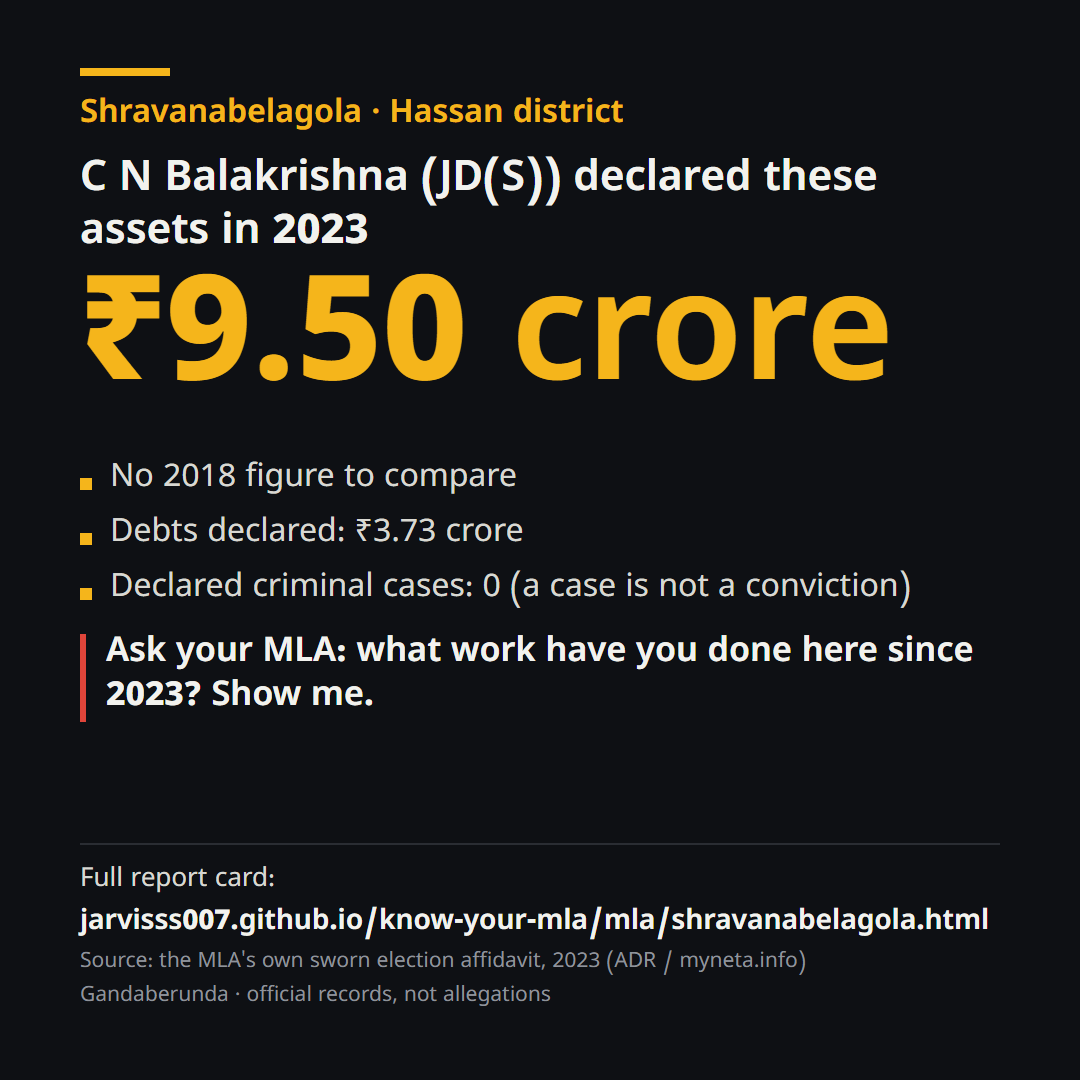 Shravanabelagola · Hassan district
C N Balakrishna (JD(S)) declared these
assets in 2023
₹9.50 crore
No 2018 figure to compare
Debts declared: ₹3.73 crore
Declared criminal cases: 0 (a case is not a conviction)
Ask your MLA: what work have you done here since
2023? Show me.
Full report card:
jarvisss007.github.io/know-your-mla/mla/shravanabelagola.html
Source: the MLA's own sworn election affidavit, 2023 (ADR / myneta.info)
Gandaberunda · official records, not allegations